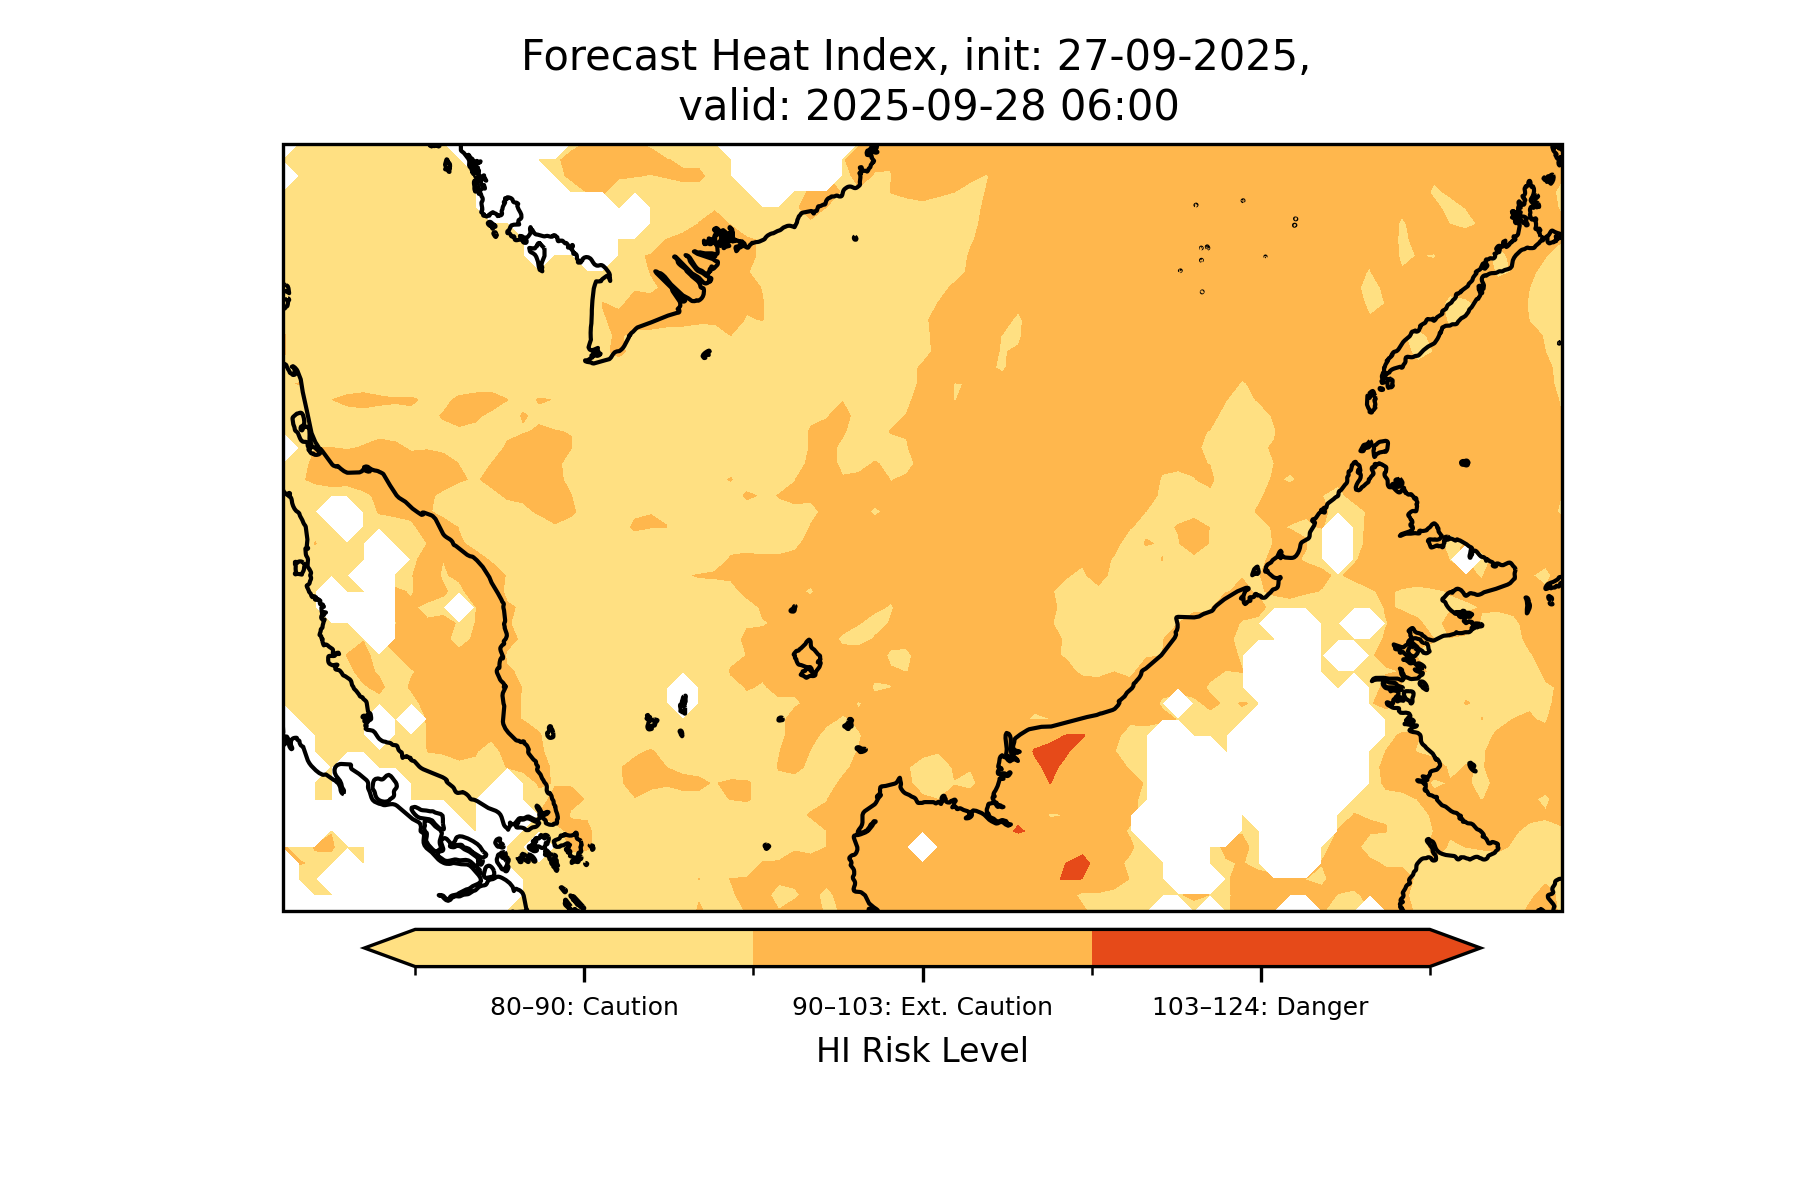 Forecast Heat Index, init: 27-09-2025,
valid: 2025-09-28 06:00
80–90: Caution
90–103: Ext. Caution
103–124: Danger
HI Risk Level